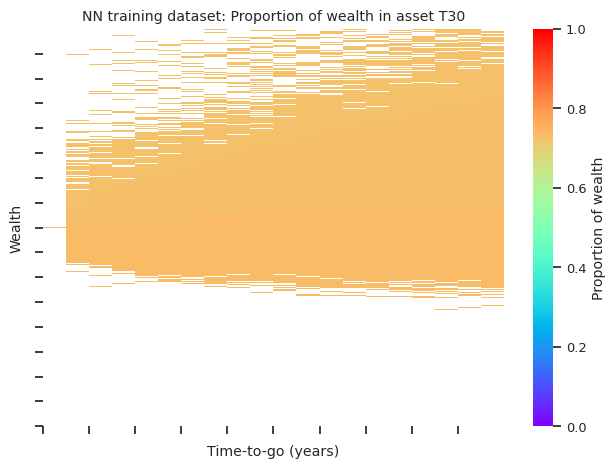 NN training dataset: Proportion of wealth in asset T30
Wealth
Time-to-go (years)
1.0
0.8
0.6
0.4
0.2
0.0
Proportion of wealth